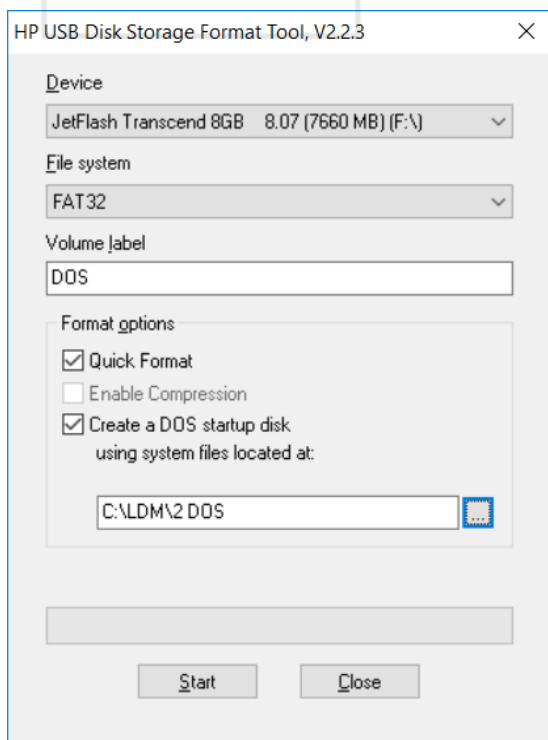 HP USB Disk Storage Format Tool, V2.2.3
Device
JetFlash Transcend 8GB 8.07 (7660 MB) (F:\)
File system
FAT32
Volume label
DOS
Format options
Quick Format
Enable Compression
Create a DOS startup disk
using system files located at:
C:\LDM\2 DOS
...
Start
Close